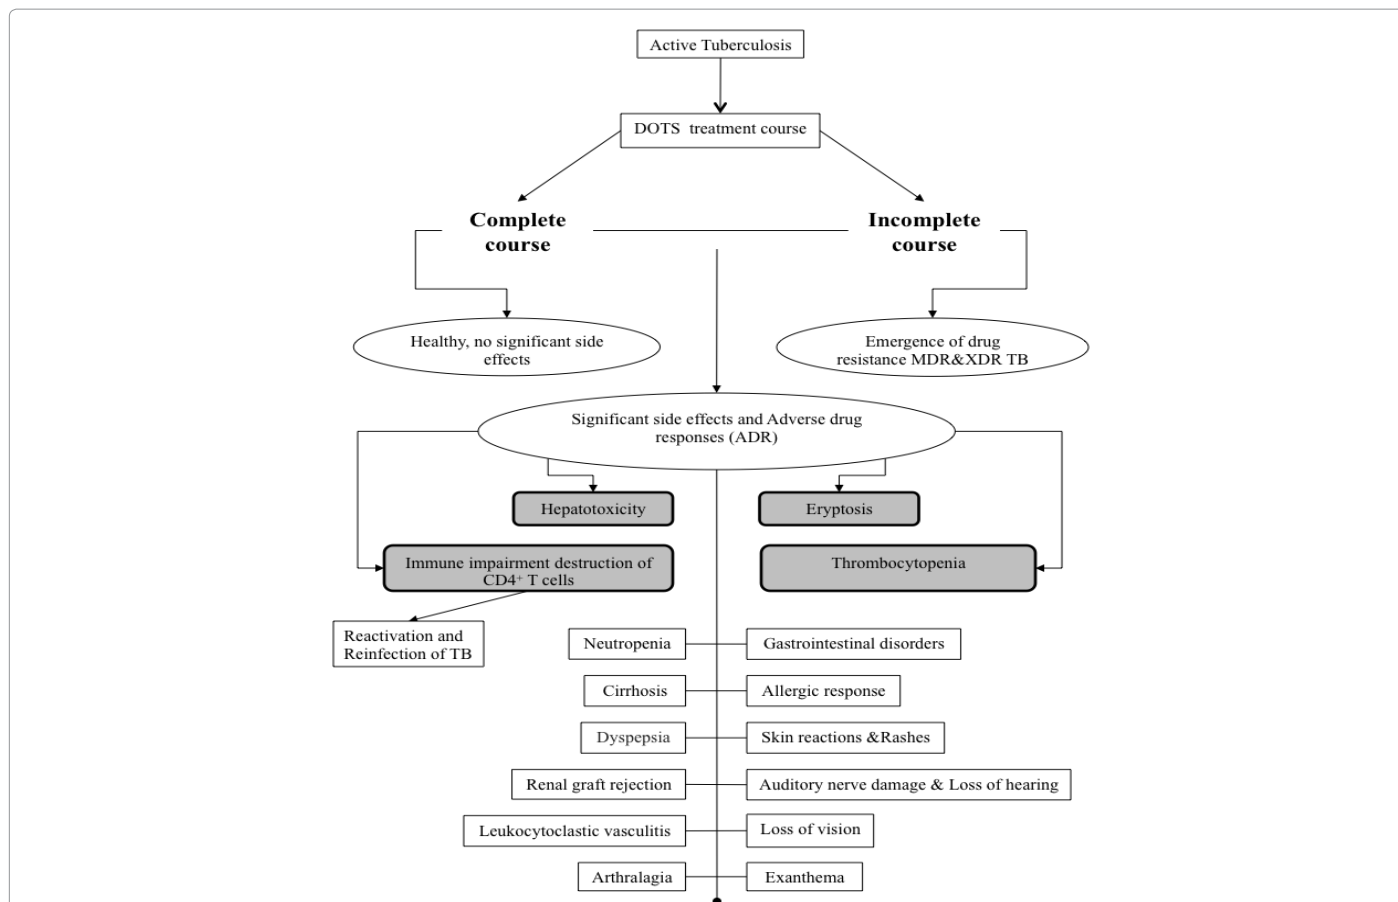 Active Tuberculosis
DOTS treatment course
Complete
course
Incomplete
course
Healthy, no significant side
effects
Emergence of drug
resistance MDR&XDR TB
Significant side effects and Adverse drug
responses (ADR)
Hepatotoxicity
Eryptosis
Immune impairment destruction of
CD4⁺ T cells
Thrombocytopenia
Reactivation and
Reinfection of TB
Neutropenia
Gastrointestinal disorders
Cirrhosis
Allergic response
Dyspepsia
Skin reactions &Rashes
Renal graft rejection
Auditory nerve damage & Loss of hearing
Leukocytoclastic vasculitis
Loss of vision
Arthralagia
Exanthema